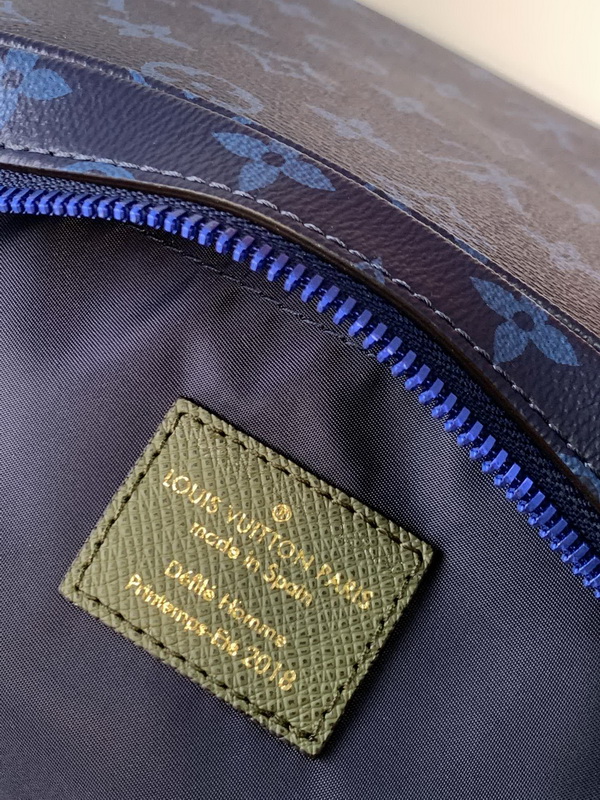 LOUIS VUITTON PARIS
made in Spain
Défilé Homme
Printemps-Eté 2018